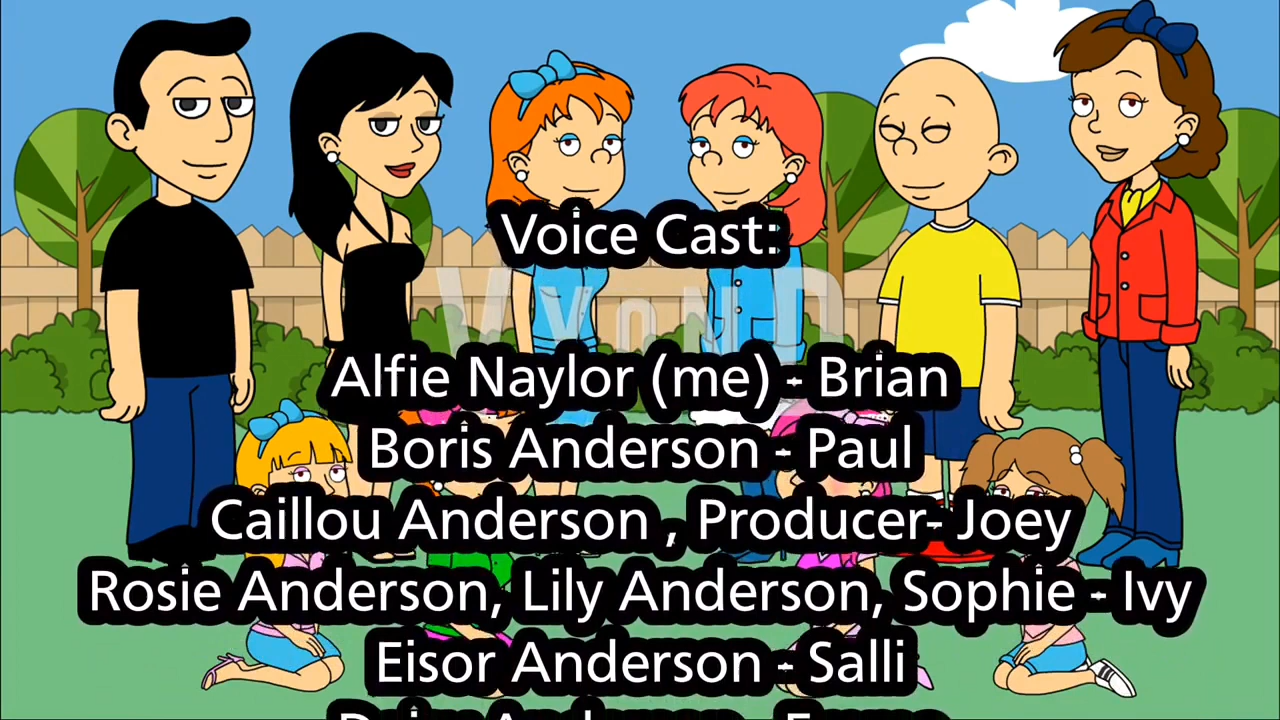 Voice Cast:
VYOND
Alfie Naylor (me) - Brian
Boris Anderson - Paul
Caillou Anderson , Producer- Joey
Rosie Anderson, Lily Anderson, Sophie - Ivy
Eisor Anderson - Salli